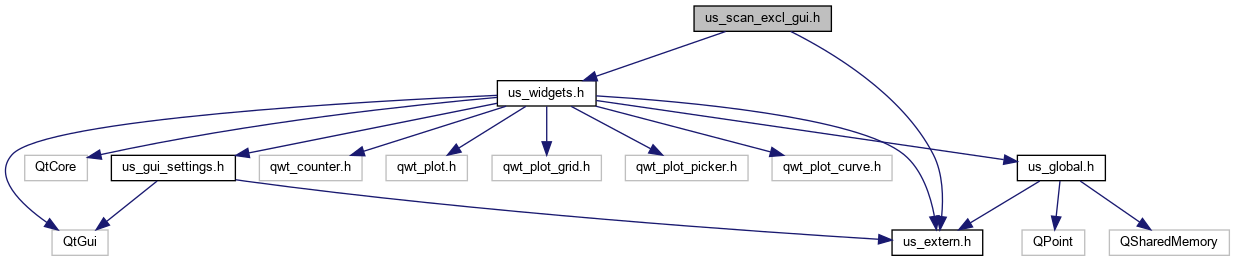 us_scan_excl_gui.h
us_widgets.h
QtCore
us_gui_settings.h
qwt_counter.h
qwt_plot.h
qwt_plot_grid.h
qwt_plot_picker.h
qwt_plot_curve.h
us_global.h
QtGui
us_extern.h
QPoint
QSharedMemory